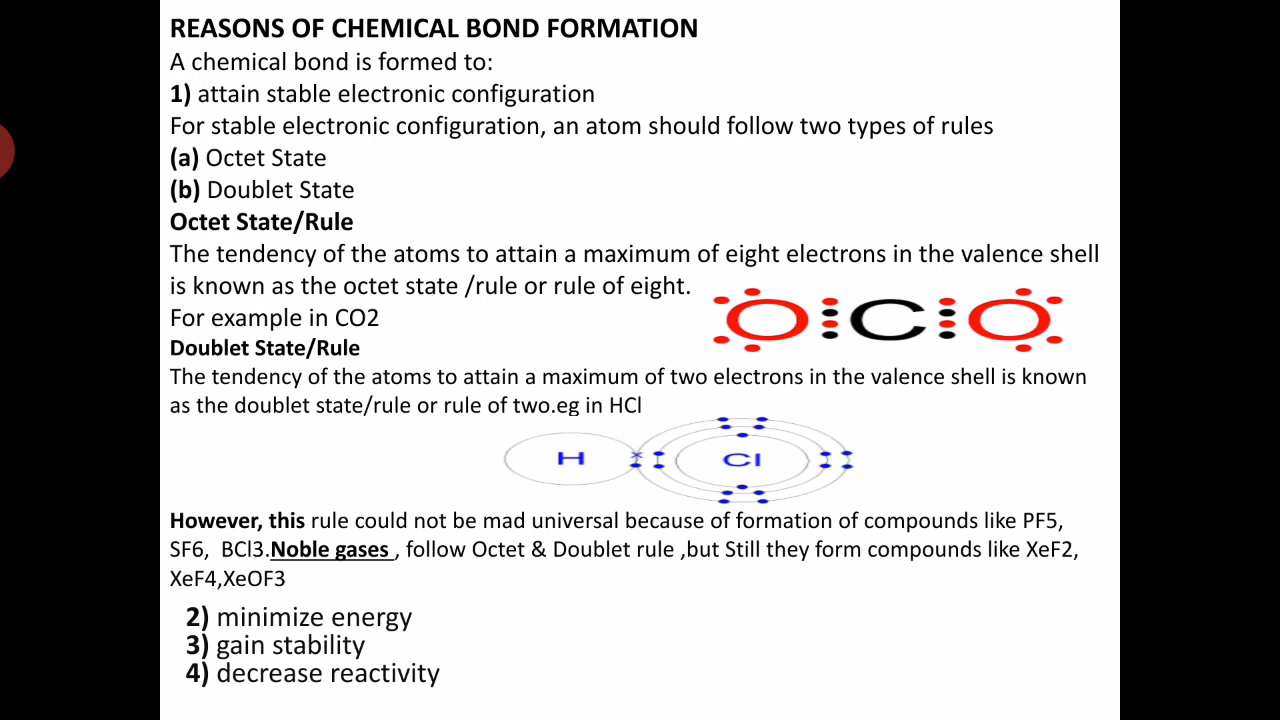 REASONS OF CHEMICAL BOND FORMATION
A chemical bond is formed to:
1) attain stable electronic configuration
For stable electronic configuration, an atom should follow two types of rules
(a) Octet State
(b) Doublet State
Octet State/Rule
The tendency of the atoms to attain a maximum of eight electrons in the valence shell
is known as the octet state /rule or rule of eight.
For example in CO2
O C O
Doublet State/Rule
The tendency of the atoms to attain a maximum of two electrons in the valence shell is known
as the doublet state/rule or rule of two.eg in HCl
H Cl
However, this rule could not be mad universal because of formation of compounds like PF5,
SF6, BCl3.Noble gases , follow Octet & Doublet rule ,but Still they form compounds like XeF2,
XeF4,XeOF3
2) minimize energy
3) gain stability
4) decrease reactivity